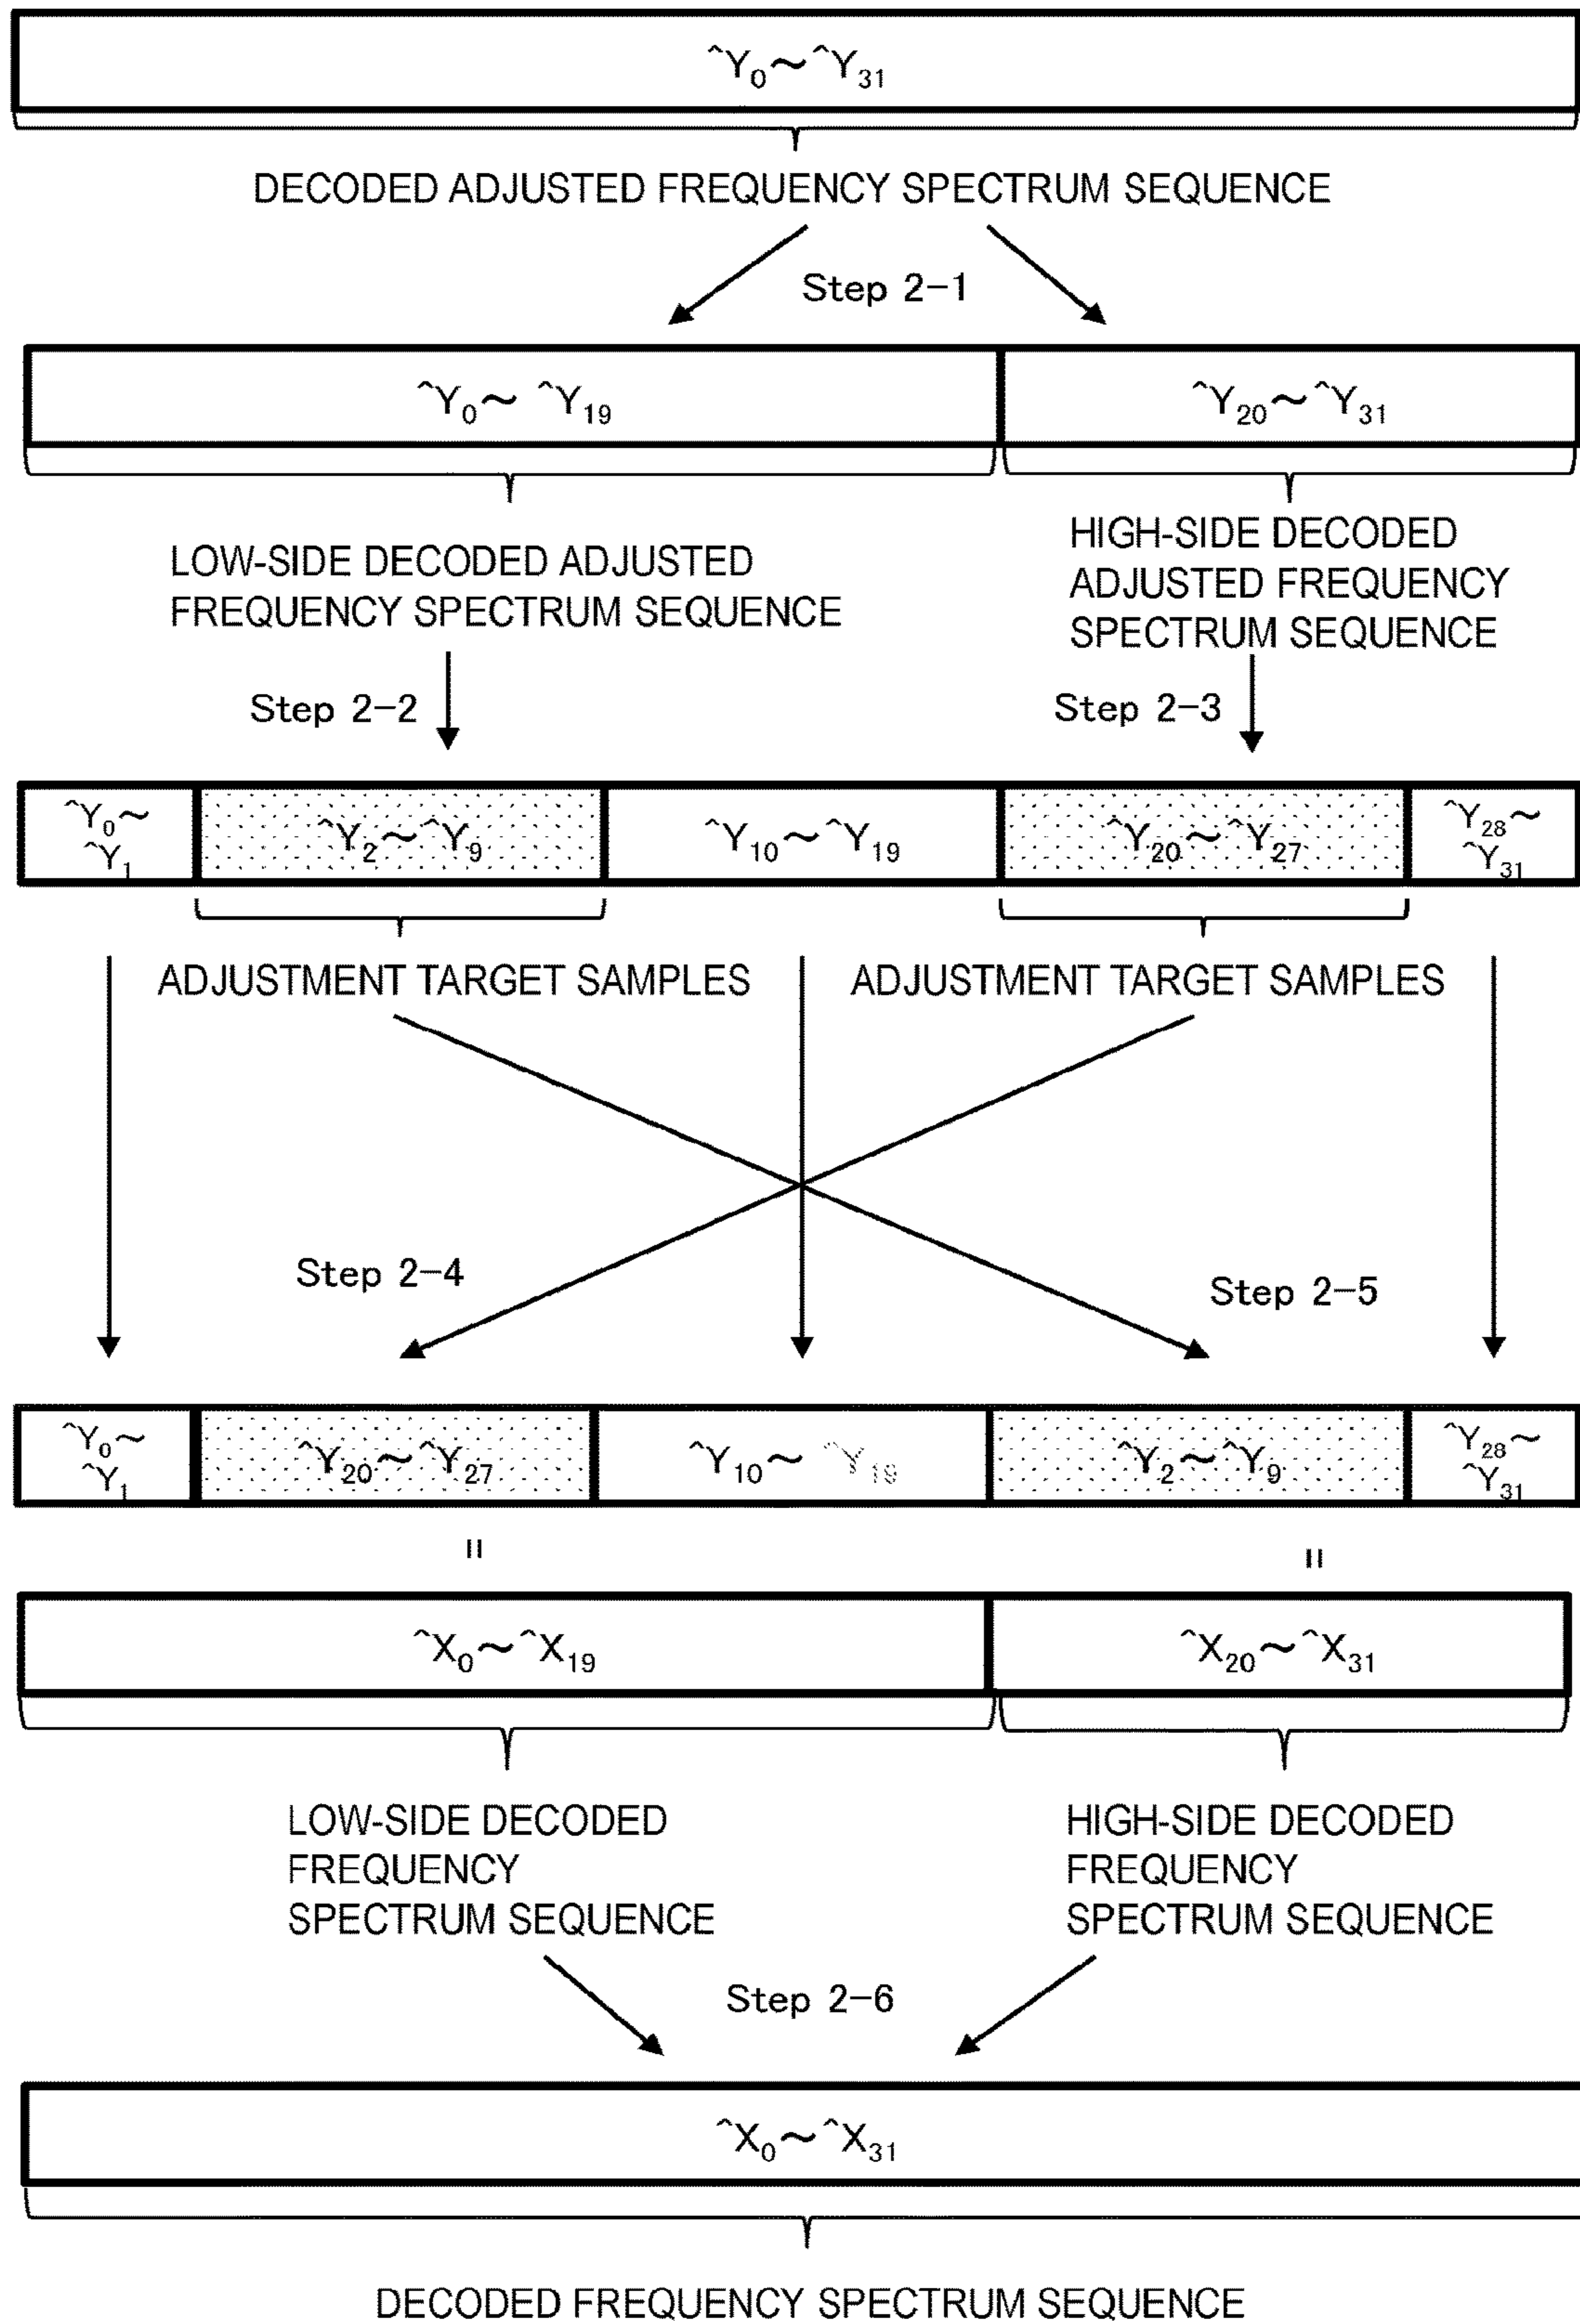 ^Y0～^Y31
DECODED ADJUSTED FREQUENCY SPECTRUM SEQUENCE
Step 2-1
^Y0～ ^Y19
^Y20～^Y31
LOW-SIDE DECODED ADJUSTED
FREQUENCY SPECTRUM SEQUENCE
HIGH-SIDE DECODED
ADJUSTED FREQUENCY
SPECTRUM SEQUENCE
Step 2-2
Step 2-3
^Y0～
^Y1
^Y2～^Y9
^Y10～^Y19
^Y20～^Y27
^Y28～
^Y31
ADJUSTMENT TARGET SAMPLES
ADJUSTMENT TARGET SAMPLES
Step 2-4
Step 2-5
^Y0～
^Y1
^Y20～^Y27
^Y10～ ^Y19
^Y2～^Y9
^Y28～
^Y31
=
=
^X0～^X19
^X20～^X31
LOW-SIDE DECODED
FREQUENCY
SPECTRUM SEQUENCE
HIGH-SIDE DECODED
FREQUENCY
SPECTRUM SEQUENCE
Step 2-6
^X0～^X31
DECODED FREQUENCY SPECTRUM SEQUENCE